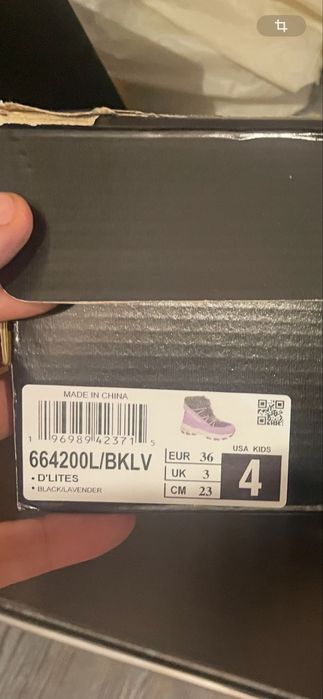 MADE IN CHINA
1 96989 42371 5
664200L/BKLV
• D'LITES
• BLACK/LAVENDER
EUR 36
UK 3
CM 23
USA KIDS
4